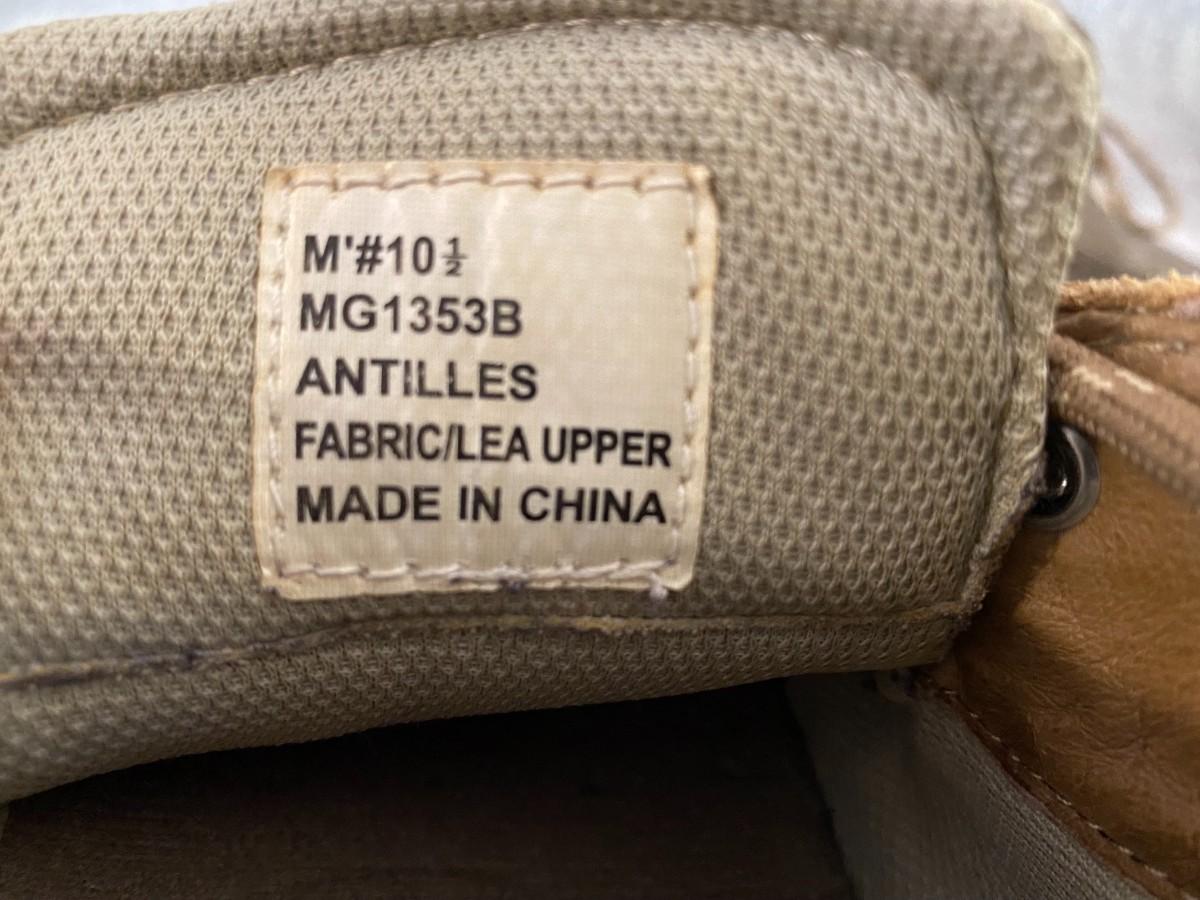 M'#10½
MG1353B
ANTILLES
FABRIC/LEA UPPER
MADE IN CHINA